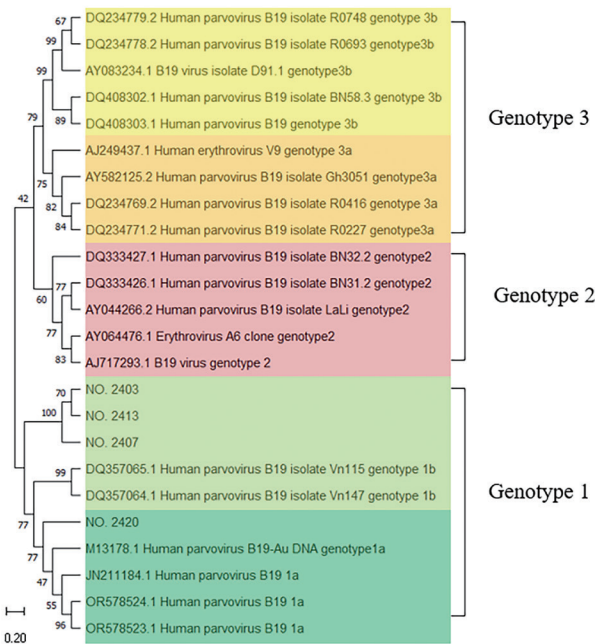 DQ234779.2 Human parvovirus B19 isolate R0748 genotype 3b
DQ234778.2 Human parvovirus B19 isolate R0693 genotype3b
AY083234.1 B19 virus isolate D91.1 genotype3b
DQ408302.1 Human parvovirus B19 isolate BN58.3 genotype 3b
DQ408303.1 Human parvovirus B19 genotype 3b
AJ249437.1 Human erythrovirus V9 genotype 3a
AY582125.2 Human parvovirus B19 isolate Gh3051 genotype3a
DQ234769.2 Human parvovirus B19 isolate R0416 genotype 3a
DQ234771.2 Human parvovirus B19 isolate R0227 genotype3a
DQ333427.1 Human parvovirus B19 isolate BN32.2 genotype2
DQ333426.1 Human parvovirus B19 isolate BN31.2 genotype2
AY044266.2 Human parvovirus B19 isolate LaLi genotype2
AY064476.1 Erythrovirus A6 clone genotype2
AJ717293.1 B19 virus genotype 2
NO. 2403
NO. 2413
NO. 2407
DQ357065.1 Human parvovirus B19 isolate Vn115 genotype 1b
DQ357064.1 Human parvovirus B19 isolate Vn147 genotype 1b
NO. 2420
M13178.1 Human parvovirus B19-Au DNA genotype1a
JN211184.1 Human parvovirus B19 1a
OR578524.1 Human parvovirus B19 1a
OR578523.1 Human parvovirus B19 1a
Genotype 3
Genotype 2
Genotype 1
67
99
99
89
79
75
82
84
42
60
77
77
83
70
100
99
77
77
47
55
96
0.20